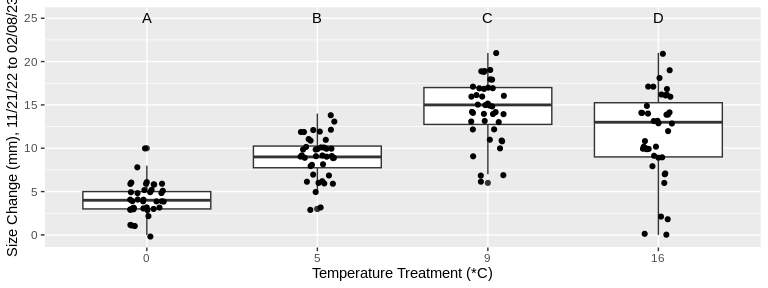 A B C D
Size Change (mm), 11/21/22 to 02/08/23
25
20
15
10
5
0
0 5 9 16
Temperature Treatment (*C)